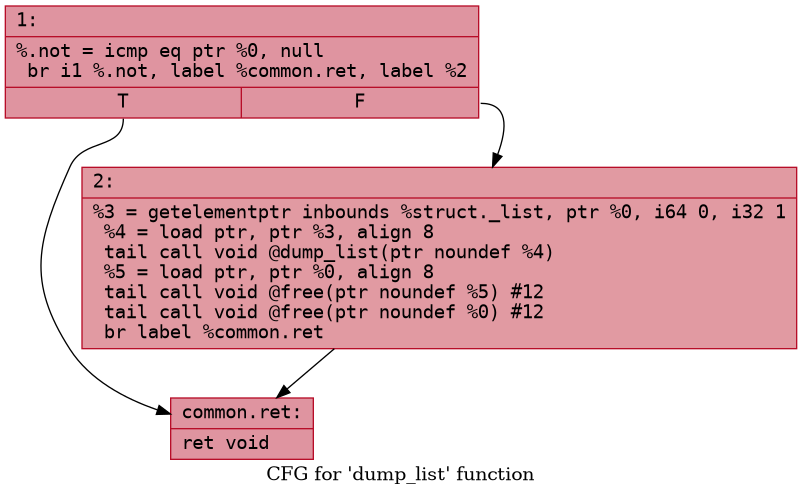 1:
%.not = icmp eq ptr %0, null
br i1 %.not, label %common.ret, label %2
T F
2:
%3 = getelementptr inbounds %struct._list, ptr %0, i64 0, i32 1
%4 = load ptr, ptr %3, align 8
tail call void @dump_list(ptr noundef %4)
%5 = load ptr, ptr %0, align 8
tail call void @free(ptr noundef %5) #12
tail call void @free(ptr noundef %0) #12
br label %common.ret
common.ret:
ret void
CFG for 'dump_list' function